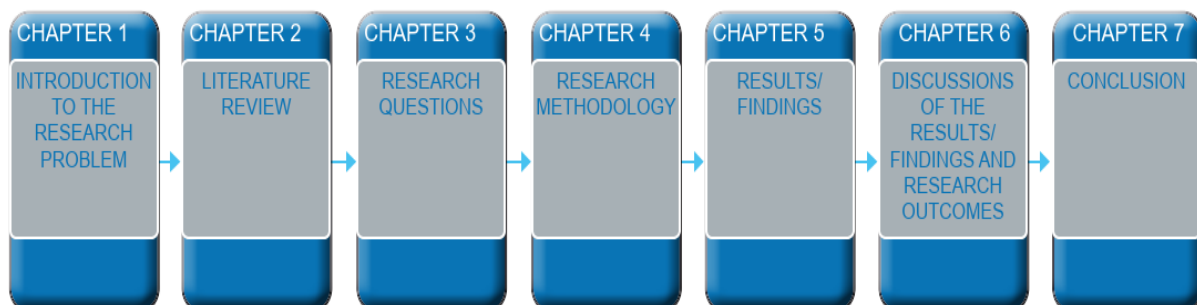 CHAPTER 1
INTRODUCTION
TO THE
RESEARCH
PROBLEM
CHAPTER 2
LITERATURE
REVIEW
CHAPTER 3
RESEARCH
QUESTIONS
CHAPTER 4
RESEARCH
METHODOLOGY
CHAPTER 5
RESULTS/
FINDINGS
CHAPTER 6
DISCUSSIONS
OF THE
RESULTS/
FINDINGS AND
RESEARCH
OUTCOMES
CHAPTER 7
CONCLUSION